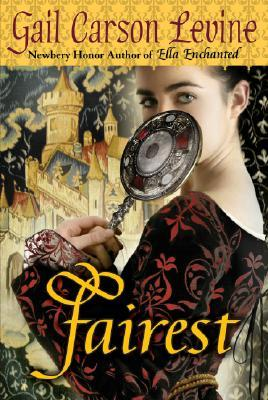 Gail Carson Levine
Newbery Honor Author of Ella Enchanted
Fairest